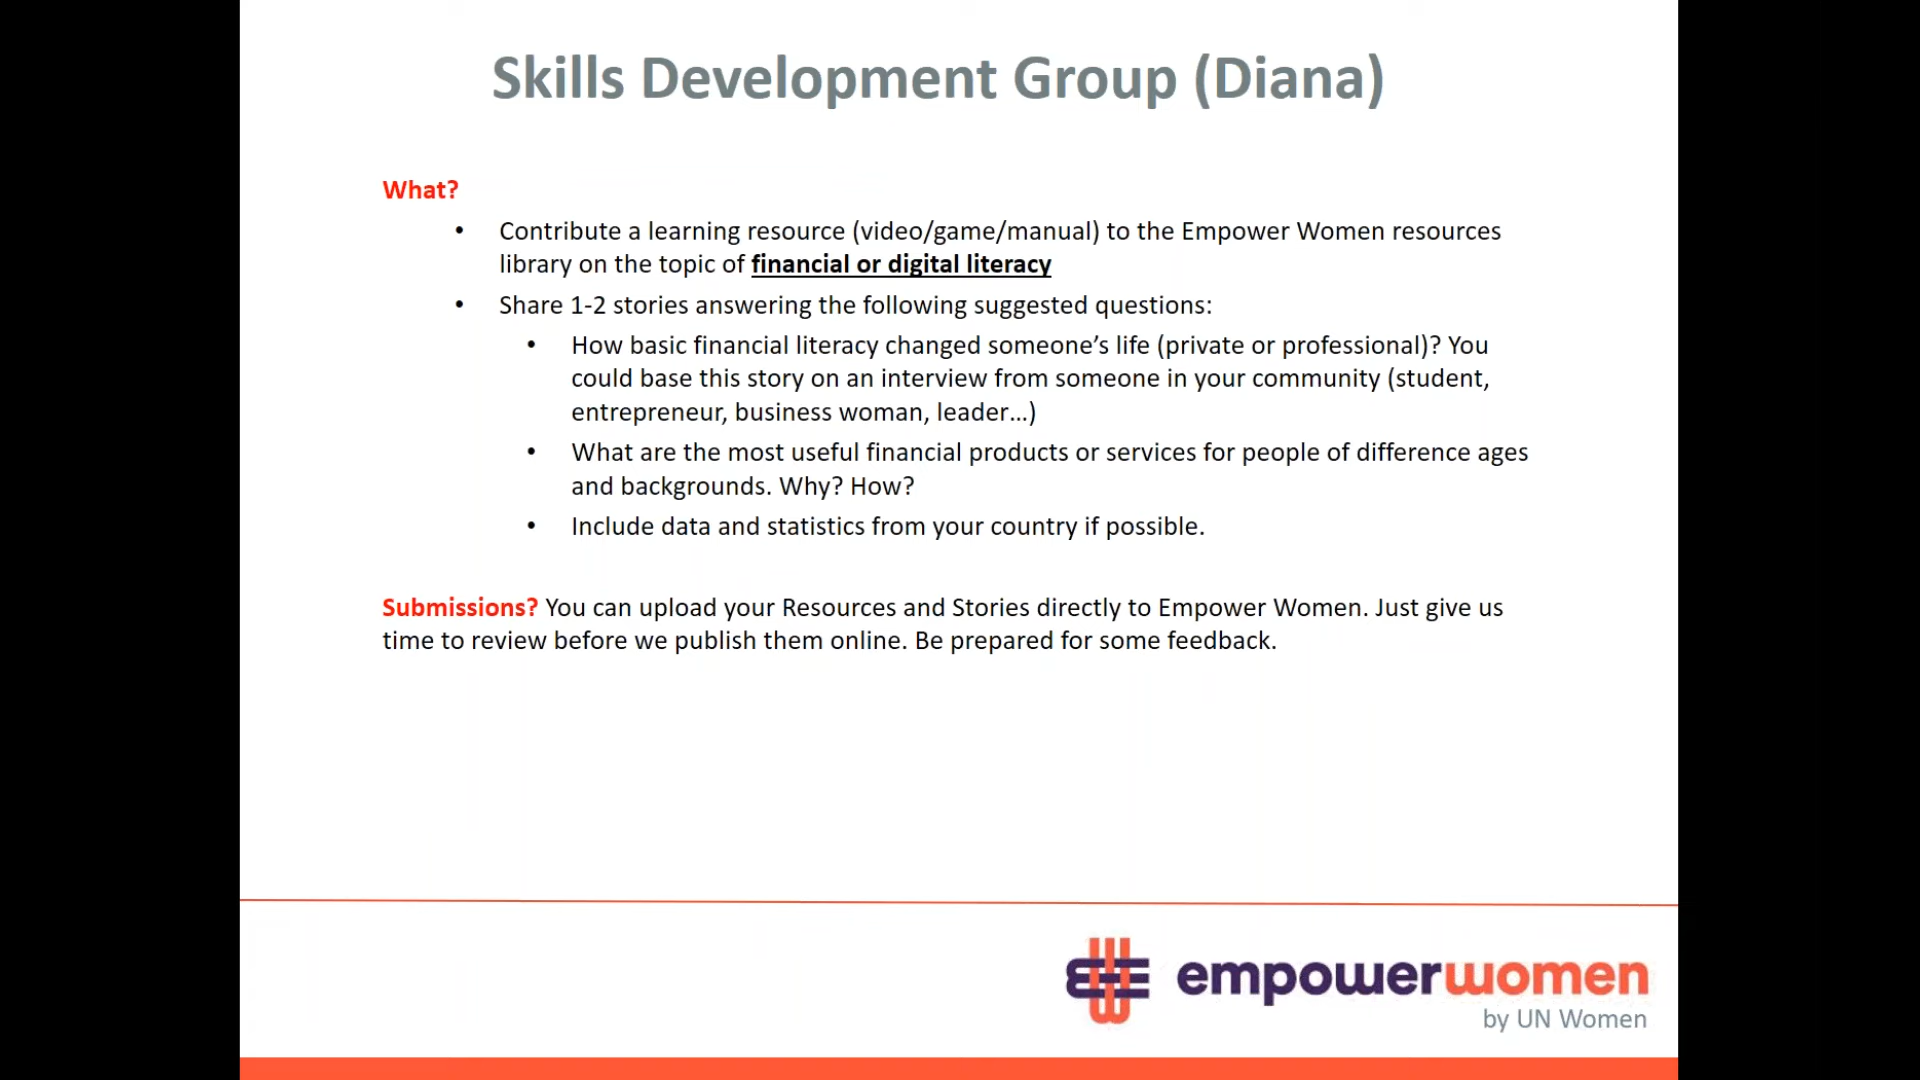 Skills Development Group (Diana)
What?
• Contribute a learning resource (video/game/manual) to the Empower Women resources
library on the topic of financial or digital literacy
• Share 1-2 stories answering the following suggested questions:
• How basic financial literacy changed someone’s life (private or professional)? You
could base this story on an interview from someone in your community (student,
entrepreneur, business woman, leader…)
• What are the most useful financial products or services for people of difference ages
and backgrounds. Why? How?
• Include data and statistics from your country if possible.
Submissions? You can upload your Resources and Stories directly to Empower Women. Just give us
time to review before we publish them online. Be prepared for some feedback.
empowerwomen
by UN Women